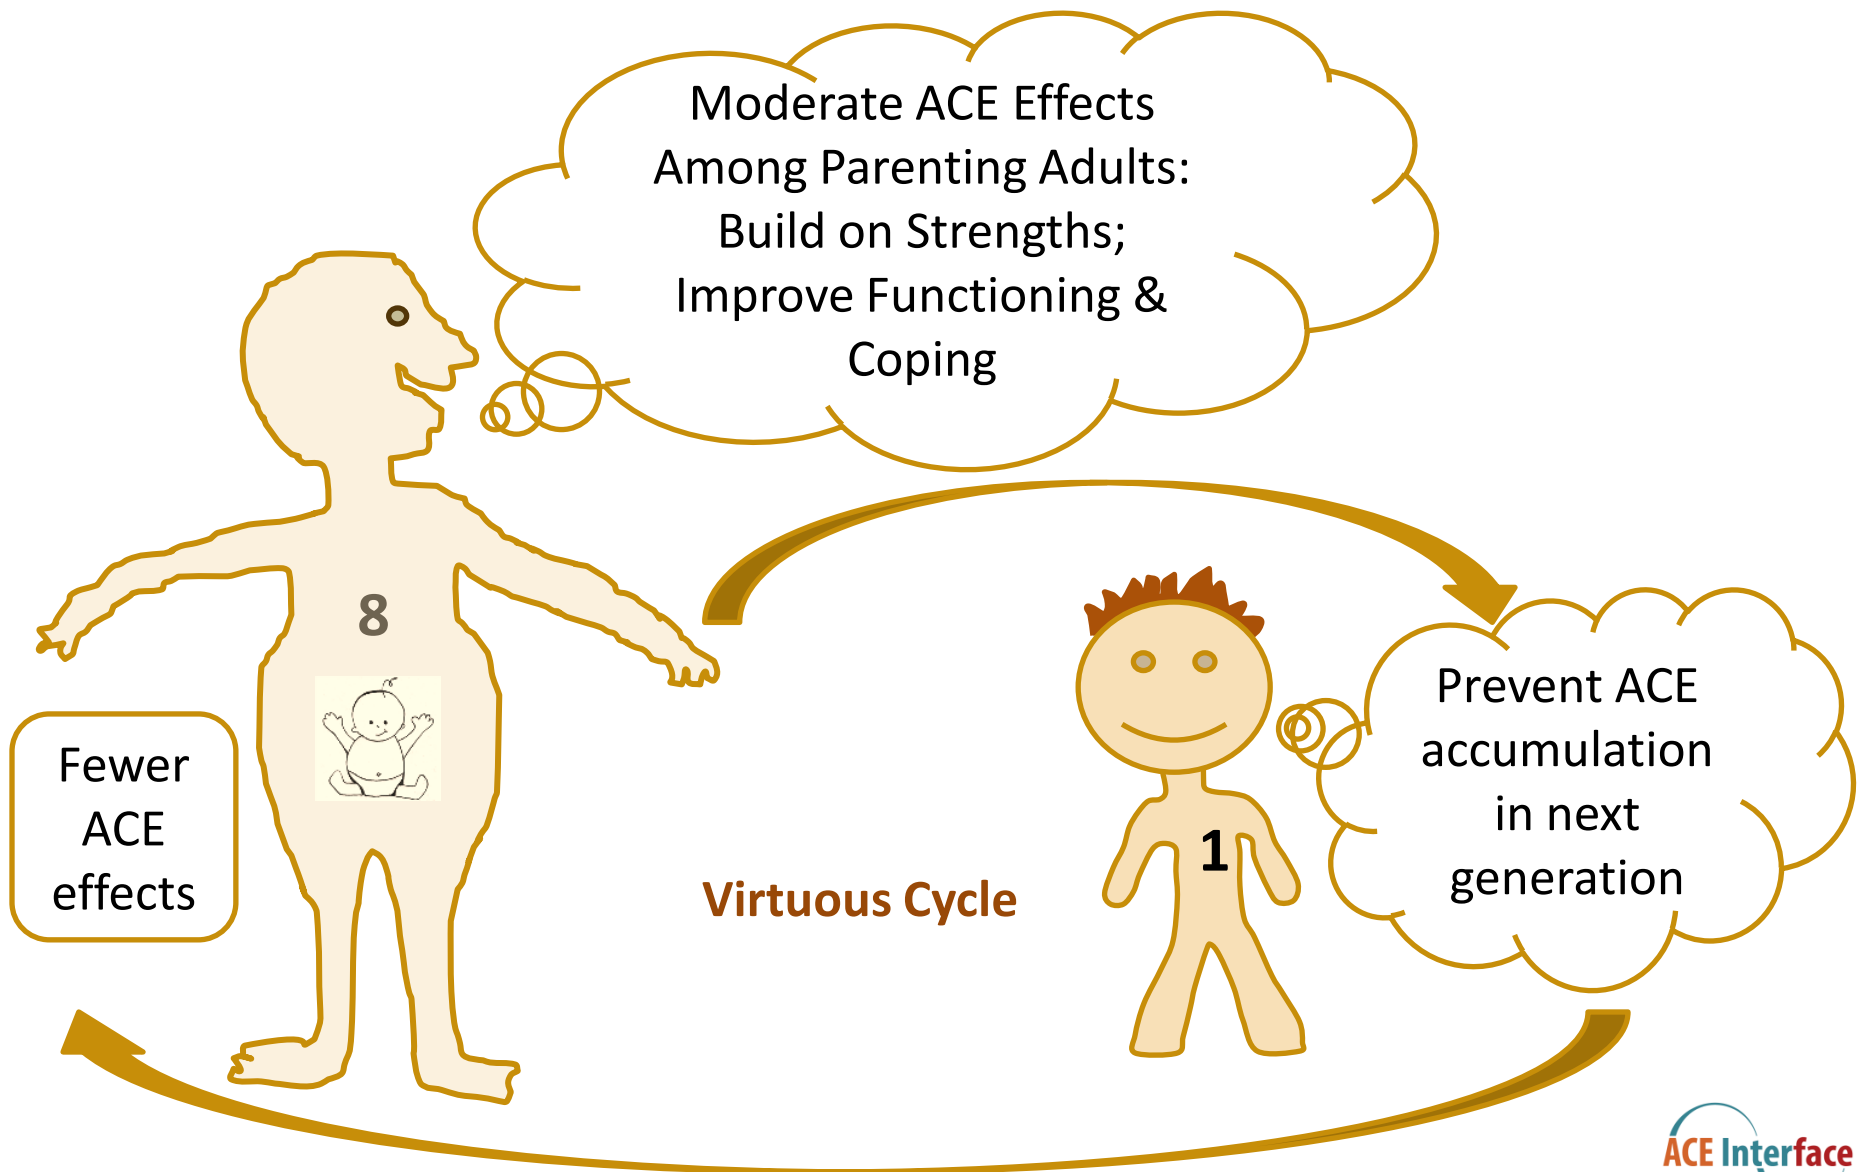 Moderate ACE Effects
Among Parenting Adults:
Build on Strengths;
Improve Functioning &
Coping
8
Fewer
ACE
effects
Virtuous Cycle
1
Prevent ACE
accumulation
in next
generation
ACE Interface